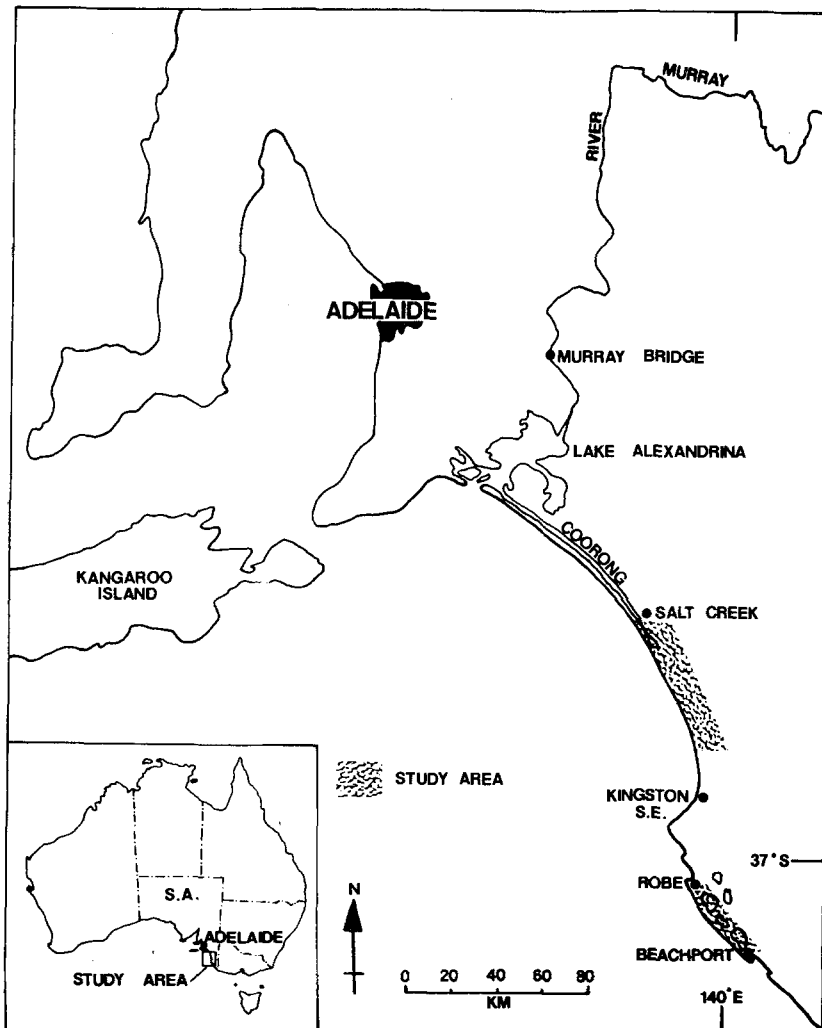 MURRAY
RIVER
ADELAIDE
MURRAY BRIDGE
LAKE ALEXANDRINA
COORONG
KANGAROO
ISLAND
SALT CREEK
STUDY AREA
KINGSTON
S.E.
37°S
ROBE
BEACHPORT
140°E
N
0 20 40 60 80
KM
S.A.
ADELAIDE
STUDY AREA